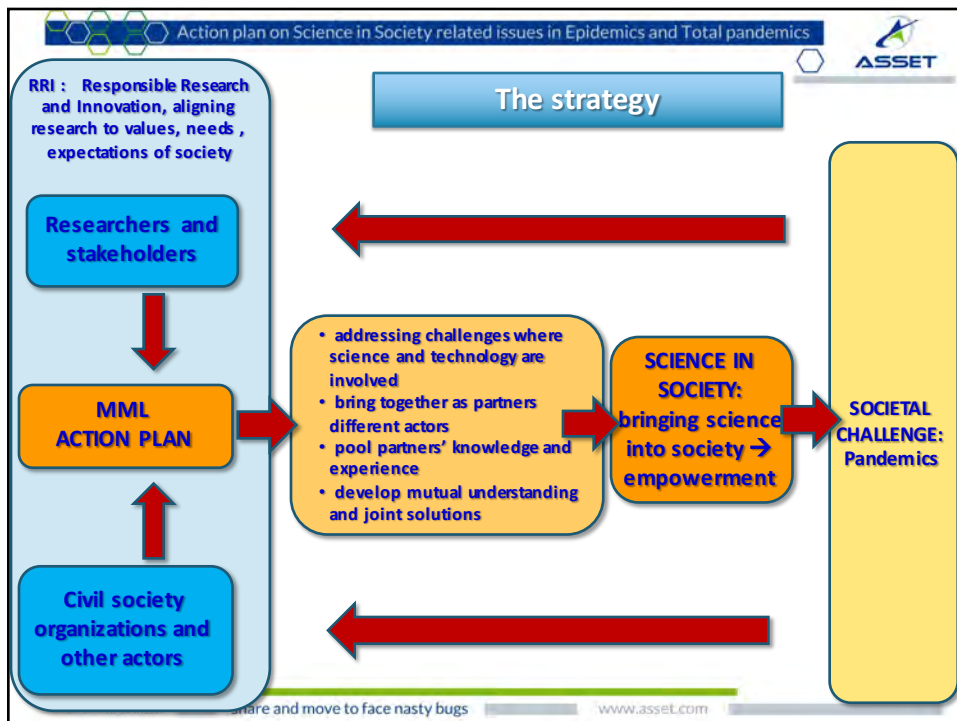 Action plan on Science in Society related issues in Epidemics and Total pandemics
ASSET
RRI : Responsible Research
and Innovation, aligning
research to values, needs ,
expectations of society
The strategy
Researchers and
stakeholders
MML
ACTION PLAN
Civil society
organizations and
other actors
• addressing challenges where
science and technology are
involved
• bring together as partners
different actors
• pool partners’ knowledge and
experience
• develop mutual understanding
and joint solutions
SCIENCE IN
SOCIETY:
bringing science
into society →
empowerment
SOCIETAL
CHALLENGE:
Pandemics
share and move to face nasty bugs
www.asset.com